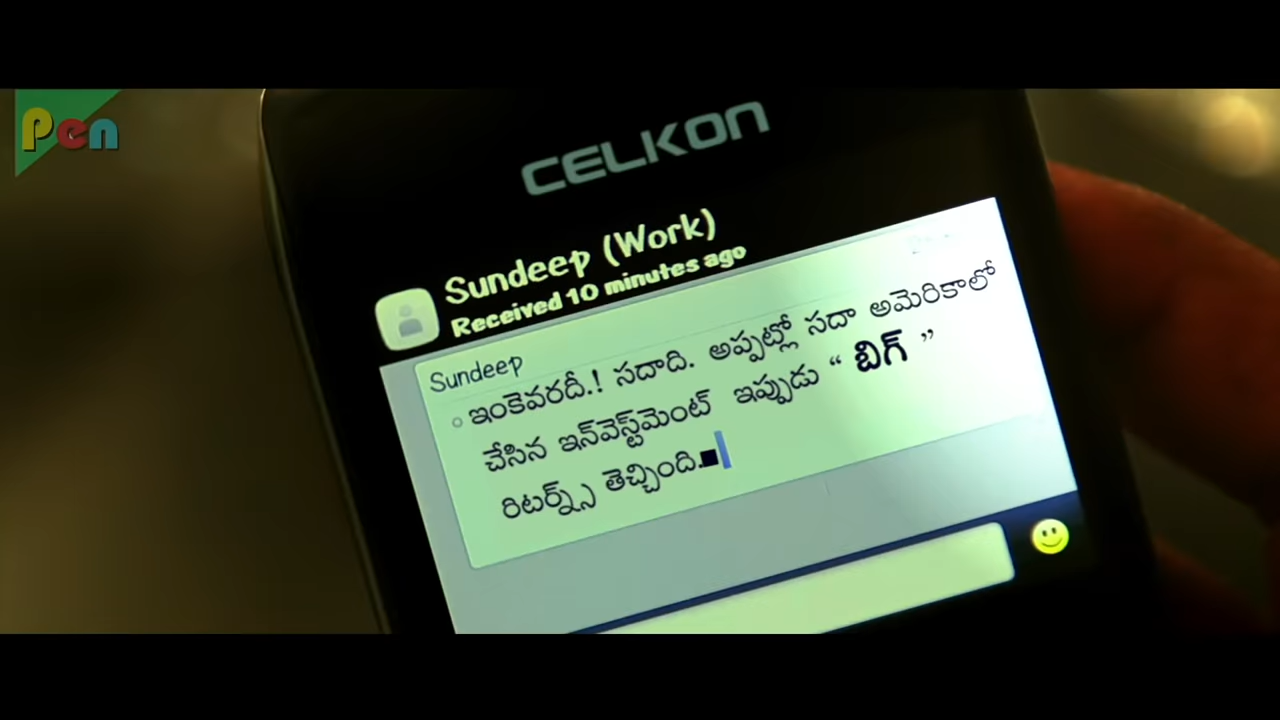 Pen
CELKON
Sundeep (Work)
Received 10 minutes ago
Sundeep
ఇంకెవరదీ.! సదాది. అప్పట్లో సదా అమెరికాలో
చేసిన ఇన్‌వెస్ట్‌మెంట్ ఇప్పుడు “ బిగ్ ”
రిటర్న్స్ తెచ్చింది.